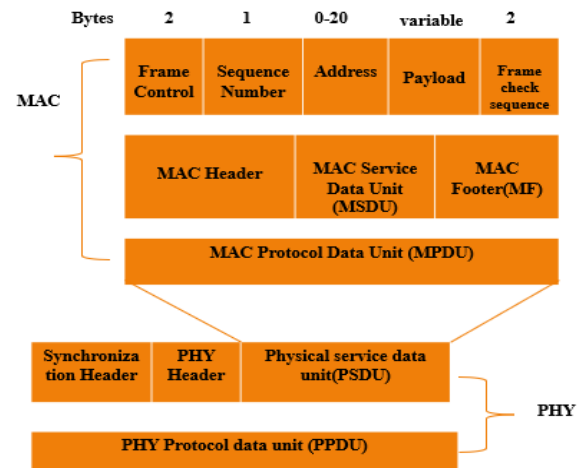 Bytes 2 1 0-20 variable 2
Frame
Control
Sequence
Number
Address
Payload
Frame
check
sequence
MAC
MAC Header
MAC Service
Data Unit
(MSDU)
MAC
Footer(MF)
MAC Protocol Data Unit (MPDU)
Synchroniza
tion Header
PHY
Header
Physical service data
unit(PSDU)
PHY
PHY Protocol data unit (PPDU)